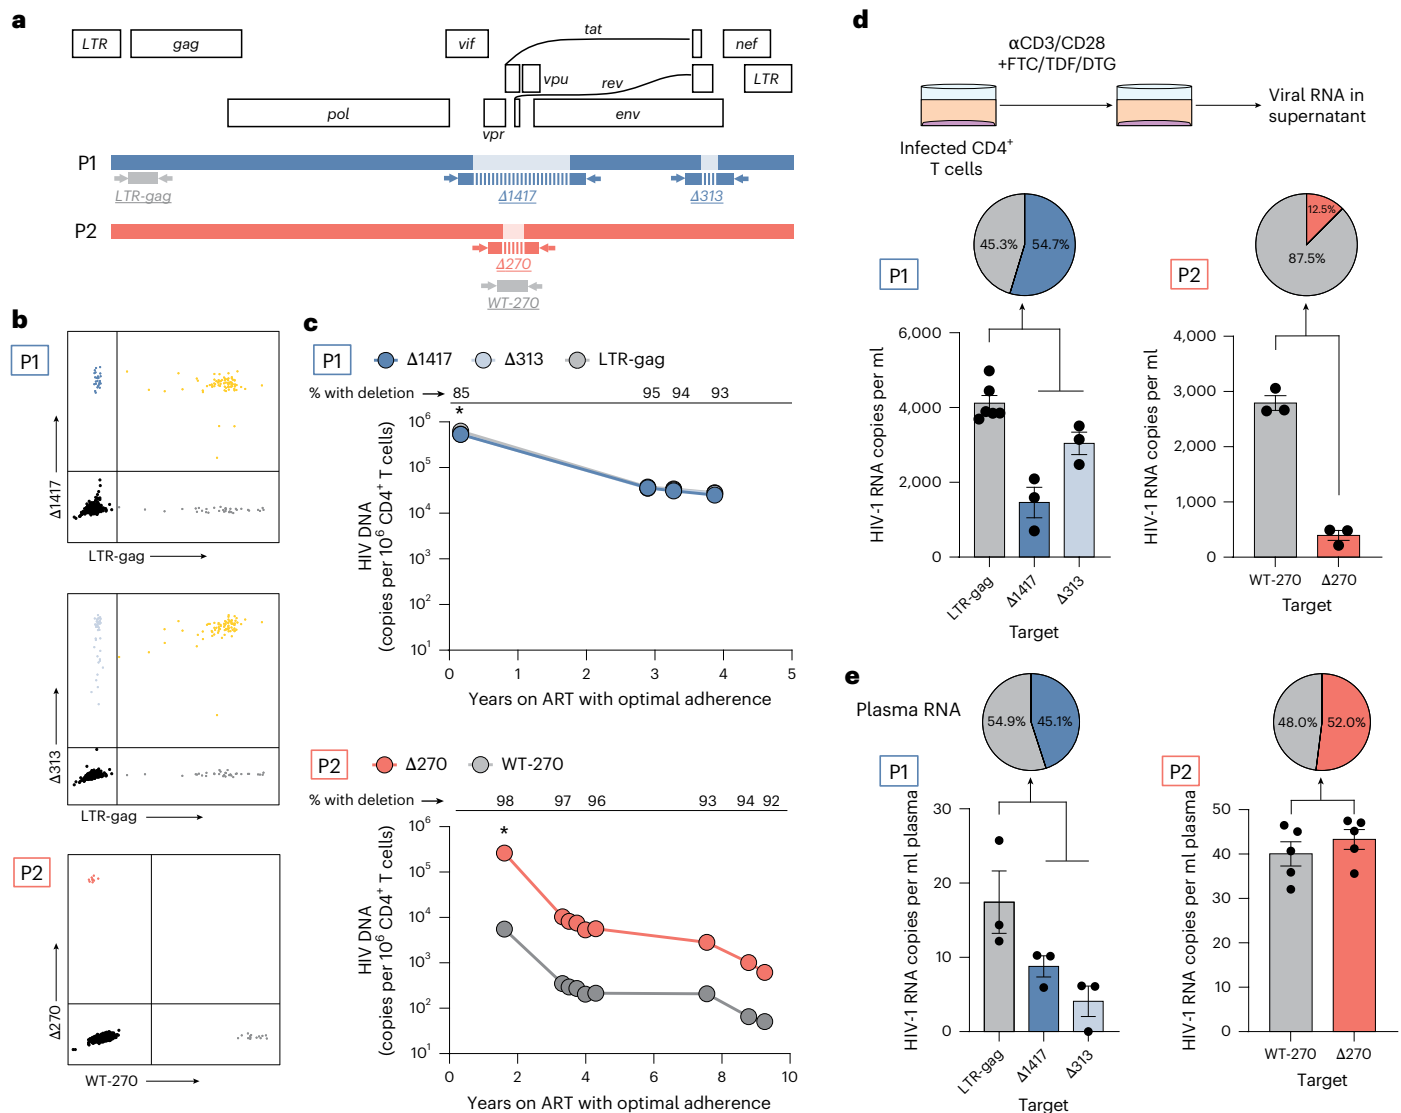 a
LTR
gag
vif
tat
nef
vpu
rev
LTR
pol
vpr
env
P1
LTR-gag
Δ1417
Δ313
P2
Δ270
WT-270
b
P1
Δ1417
LTR-gag
Δ313
LTR-gag
P2
Δ270
WT-270
c
P1
Δ1417
Δ313
LTR-gag
% with deletion
85
95
94
93
*
HIV DNA
(copies per 10⁶ CD4⁺ T cells)
10⁶
10⁵
10⁴
10³
10²
10¹
0
1
2
3
4
5
Years on ART with optimal adherence
P2
Δ270
WT-270
% with deletion
98
97
96
93
94
92
*
HIV DNA
(copies per 10⁶ CD4⁺ T cells)
10⁶
10⁵
10⁴
10³
10²
10¹
0
2
4
6
8
10
Years on ART with optimal adherence
d
αCD3/CD28
+FTC/TDF/DTG
Infected CD4⁺
T cells
Viral RNA in
supernatant
P1
45.3%
54.7%
HIV-1 RNA copies per ml
6,000
4,000
2,000
0
LTR-gag
Δ1417
Δ313
Target
P2
12.5%
87.5%
HIV-1 RNA copies per ml
4,000
3,000
2,000
1,000
0
WT-270
Δ270
Target
e
Plasma RNA
P1
54.9%
45.1%
HIV-1 RNA copies per ml plasma
30
20
10
0
LTR-gag
Δ1417
Δ313
Target
P2
48.0%
52.0%
HIV-1 RNA copies per ml plasma
50
40
30
20
10
0
WT-270
Δ270
Target